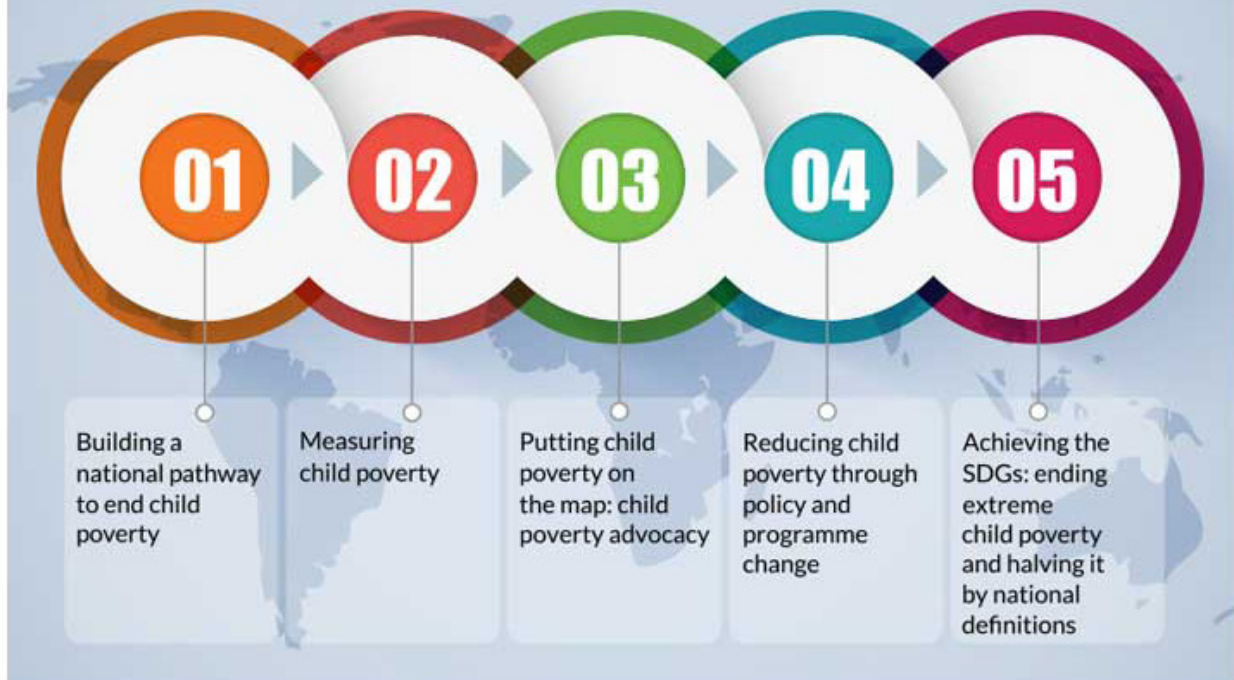 01
02
03
04
05
Building a
national pathway
to end child
poverty
Measuring
child poverty
Putting child
poverty on
the map: child
poverty advocacy
Reducing child
poverty through
policy and
programme
change
Achieving the
SDGs: ending
extreme
child poverty
and halving it
by national
definitions